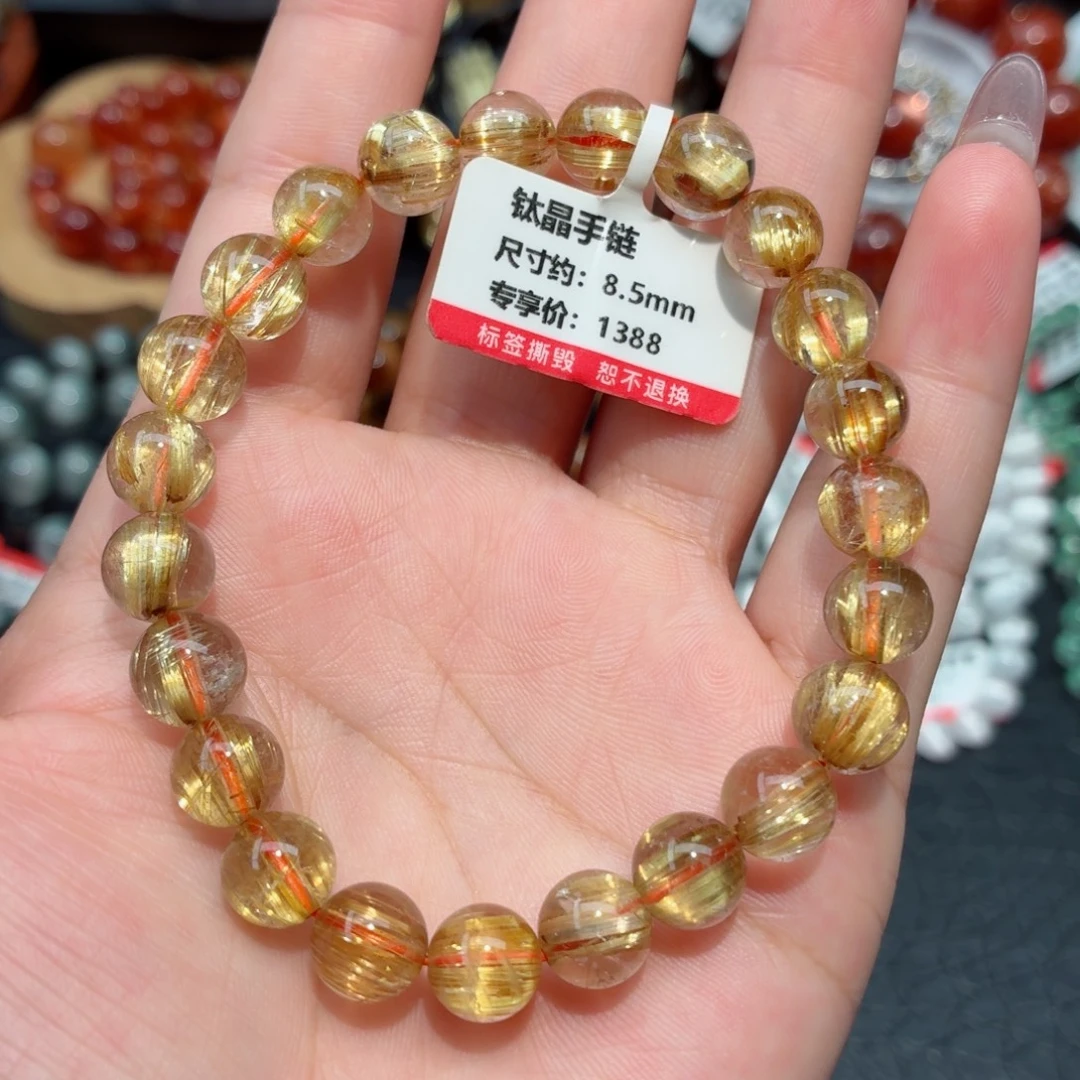 钛晶手链
尺寸约：8.5mm
专享价：1388
标签撕毁 恕不退换